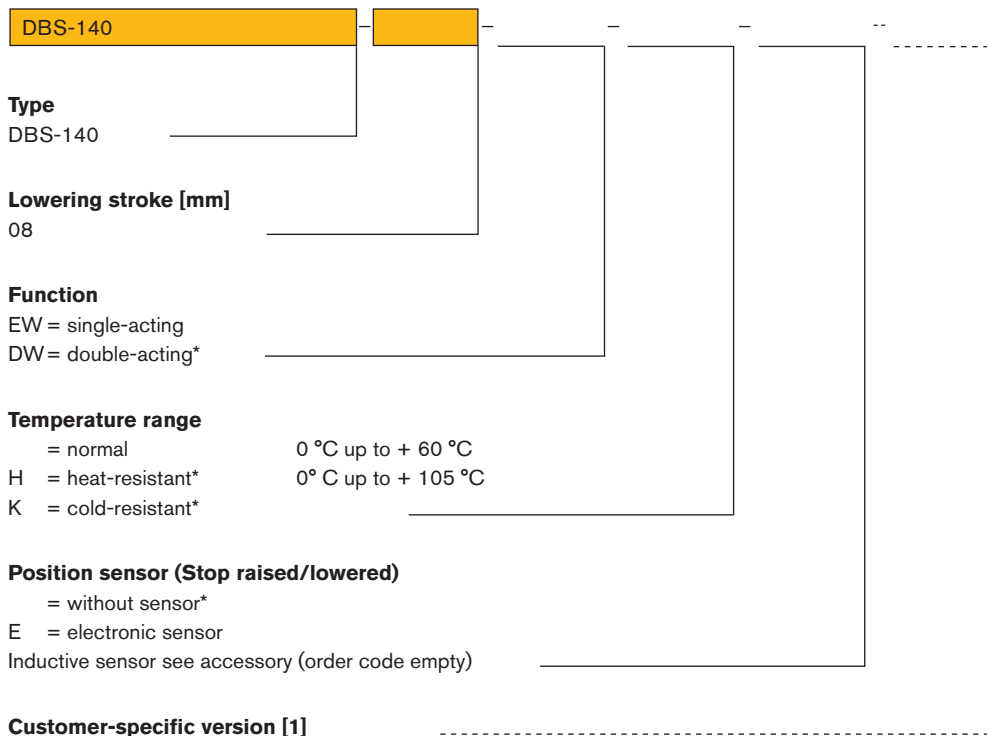 DBS-140 – – – – --
Type
DBS-140
Lowering stroke [mm]
08
Function
EW = single-acting
DW = double-acting*
Temperature range
= normal 0 °C up to + 60 °C
H = heat-resistant* 0° C up to + 105 °C
K = cold-resistant*
Position sensor (Stop raised/lowered)
= without sensor*
E = electronic sensor
Inductive sensor see accessory (order code empty)
Customer-specific version [1]